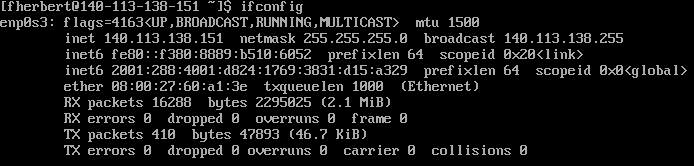 [fherbert@140-113-138-151 ~]$ ifconfig
enp0s3: flags=4163<UP,BROADCAST,RUNNING,MULTICAST>  mtu 1500
        inet 140.113.138.151  netmask 255.255.255.0  broadcast 140.113.138.255
        inet6 fe80::f380:8889:b510:6052  prefixlen 64  scopeid 0x20<link>
        inet6 2001:288:4001:d824:1769:3831:d15:a329  prefixlen 64  scopeid 0x0<global>
        ether 08:00:27:60:a1:3e  txqueuelen 1000  (Ethernet)
        RX packets 16288  bytes 2295025 (2.1 MiB)
        RX errors 0  dropped 0  overruns 0  frame 0
        TX packets 410  bytes 47893 (46.7 KiB)
        TX errors 0  dropped 0 overruns 0  carrier 0  collisions 0